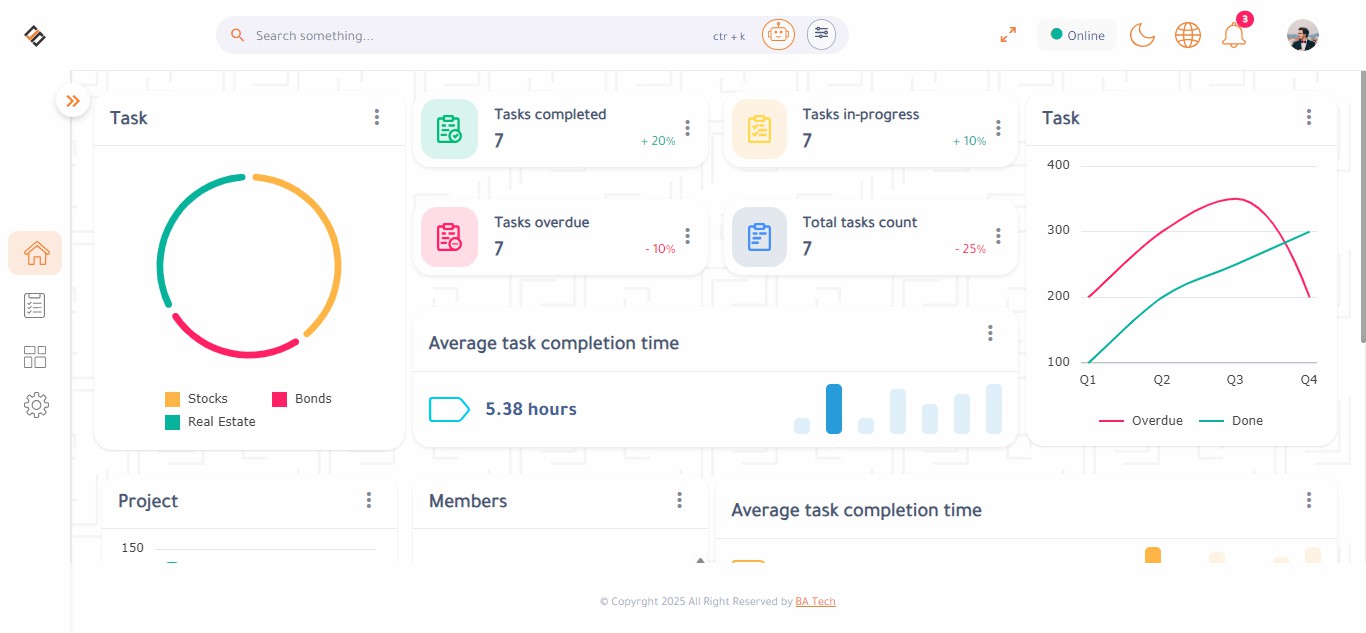 Search something...
ctr + k
Online
3
Task
Stocks
Bonds
Real Estate
Tasks completed
7
+ 20%
Tasks in-progress
7
+ 10%
Tasks overdue
7
- 10%
Total tasks count
7
- 25%
Average task completion time
5.38 hours
Task
400
300
200
100
Q1 Q2 Q3 Q4
Overdue Done
Project
150
Members
Average task completion time
© Copyrght 2025 All Right Reserved by BA Tech